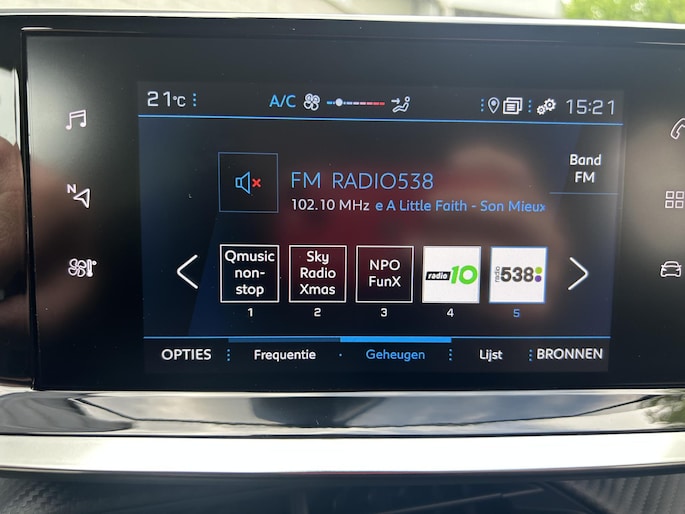 21°C
A/C
15:21
N
FM RADIO538
Band
FM
102.10 MHz e A Little Faith - Son Mieux
Qmusic
non-
stop
Sky
Radio
Xmas
NPO
FunX
radio 10
radio 538
1 2 3 4 5
OPTIES Frequentie Geheugen Lijst BRONNEN